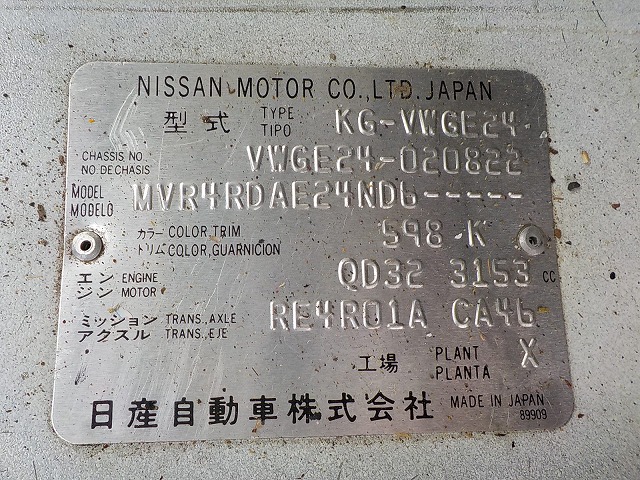 NISSAN MOTOR CO.,LTD. JAPAN
型式 TYPE TIPO KG-VWGE24
CHASSIS NO. NO.DE CHASIS VWGE24-020822
MODEL MODELO MVR4RDAE24ND6-----
カラー COLOR,TRIM
トリム COLOR,GUARNICION 598 K
エンジン ENGINE MOTOR QD32 3153 cc
ミッション TRANS.,AXLE
アクスル TRANS.,EJE RE4R01A CA46
工場 PLANT PLANTA X
日産自動車株式会社 MADE IN JAPAN
89909